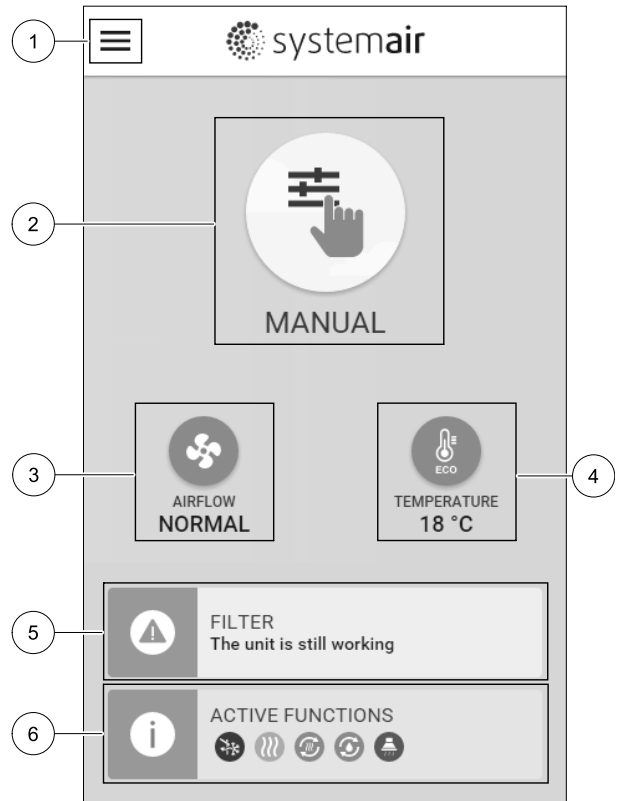 1
systemair
2
MANUAL
3
AIRFLOW
NORMAL
ECO
TEMPERATURE
18 °C
4
5
FILTER
The unit is still working
6
ACTIVE FUNCTIONS